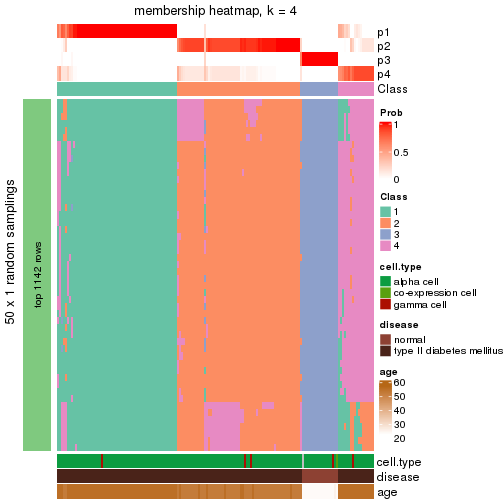 membership heatmap, k = 4
p1
p2
p3
p4
Class
50 x 1 random samplings
top 1142 rows
cell.type
disease
age
Prob
1
0.5
0
Class
1
2
3
4
cell.type
alpha cell
co-expression cell
gamma cell
disease
normal
type II diabetes mellitus
age
60
50
40
30
20